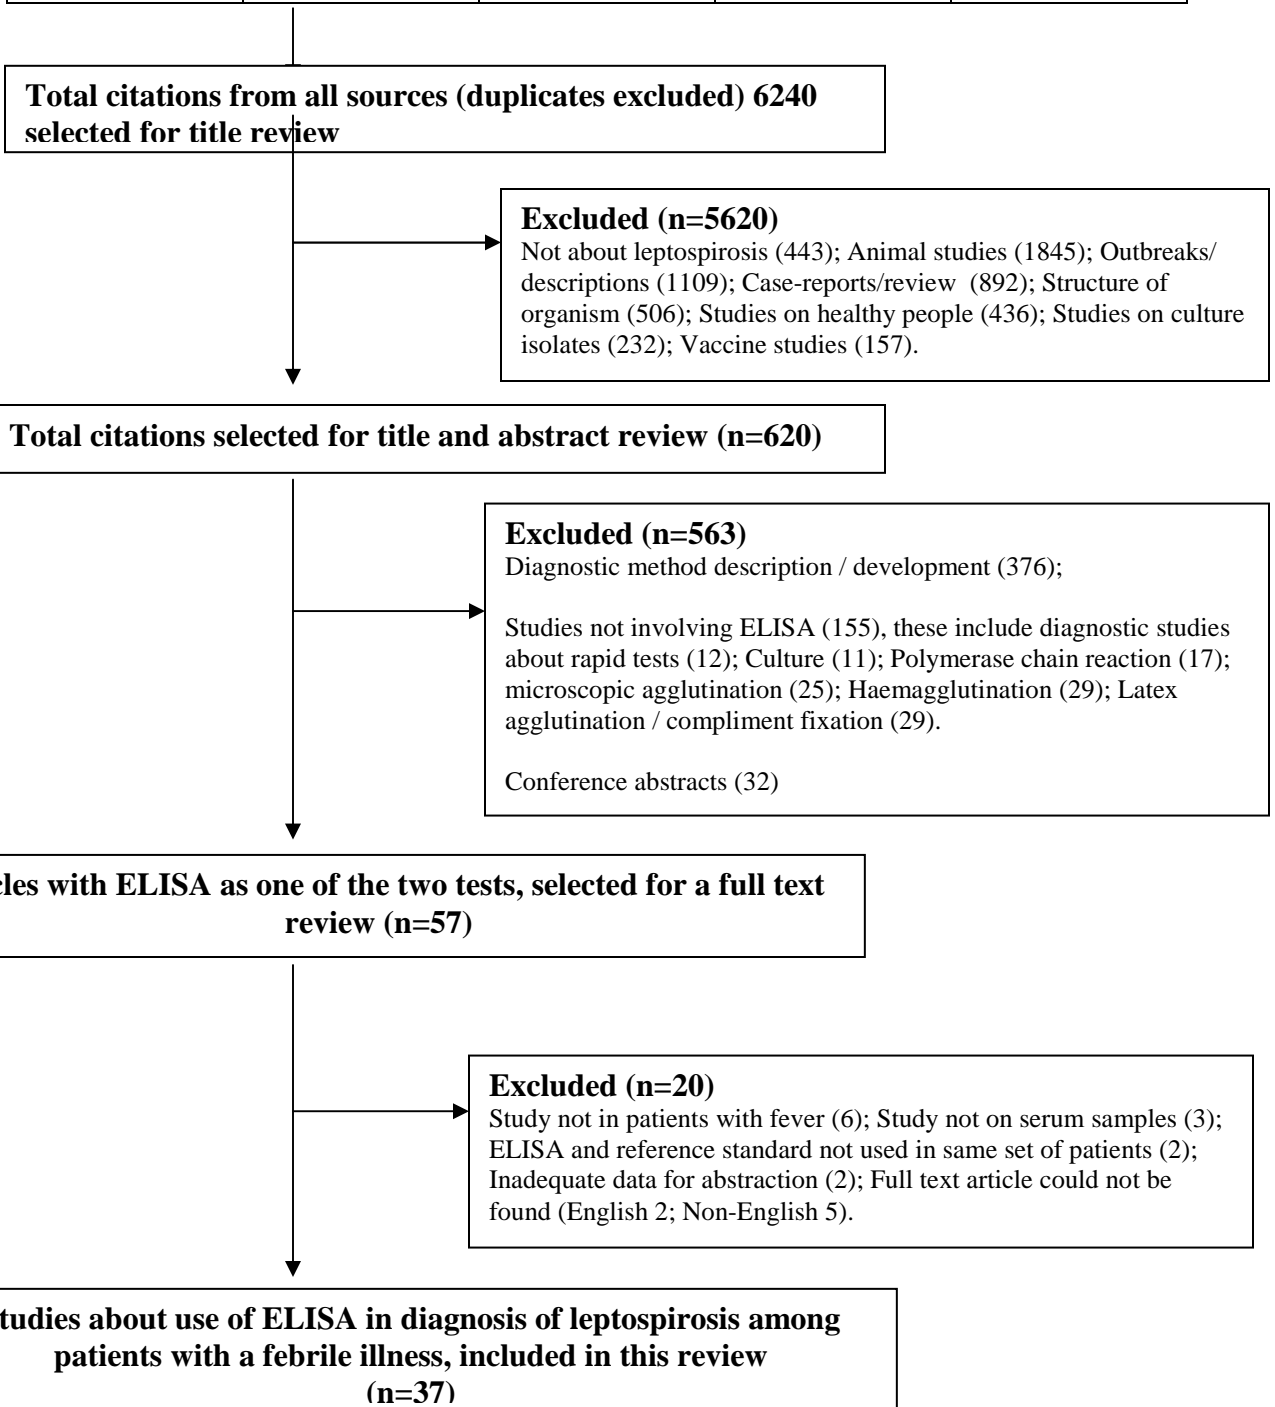 Total citations from all sources (duplicates excluded) 6240
selected for title review
Excluded (n=5620)
Not about leptospirosis (443); Animal studies (1845); Outbreaks/
descriptions (1109); Case-reports/review (892); Structure of
organism (506); Studies on healthy people (436); Studies on culture
isolates (232); Vaccine studies (157).
Total citations selected for title and abstract review (n=620)
Excluded (n=563)
Diagnostic method description / development (376);
Studies not involving ELISA (155), these include diagnostic studies
about rapid tests (12); Culture (11); Polymerase chain reaction (17);
microscopic agglutination (25); Haemagglutination (29); Latex
agglutination / compliment fixation (29).
Conference abstracts (32)
cles with ELISA as one of the two tests, selected for a full text
review (n=57)
Excluded (n=20)
Study not in patients with fever (6); Study not on serum samples (3);
ELISA and reference standard not used in same set of patients (2);
Inadequate data for abstraction (2); Full text article could not be
found (English 2; Non-English 5).
tudies about use of ELISA in diagnosis of leptospirosis among
patients with a febrile illness, included in this review
(n=37)